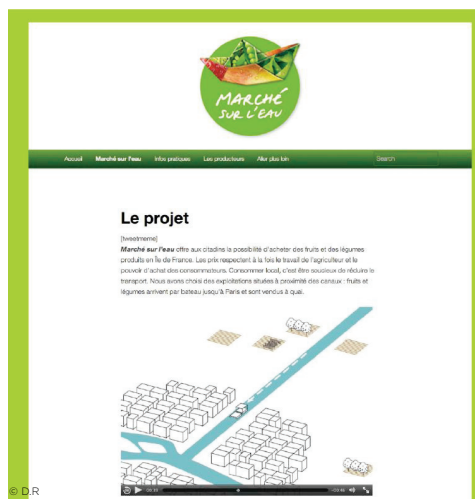 MARCHÉ
SUR L'EAU
Accueil Marché sur l'eau Infos pratiques Les producteurs Aller plus loin Search
Le projet
[tweetmeme]
Marché sur l'eau offre aux citadins la possibilité d'acheter des fruits et des légumes
produits en Île de France. Les prix respectent à la fois le travail de l'agriculteur et le
pouvoir d'achat des consommateurs. Consommer local, c'est être soucieux de réduire le
transport. Nous avons choisi des exploitations situées à proximité des canaux : fruits et
légumes arrivent par bateau jusqu'à Paris et sont vendus à quai.
© D.R